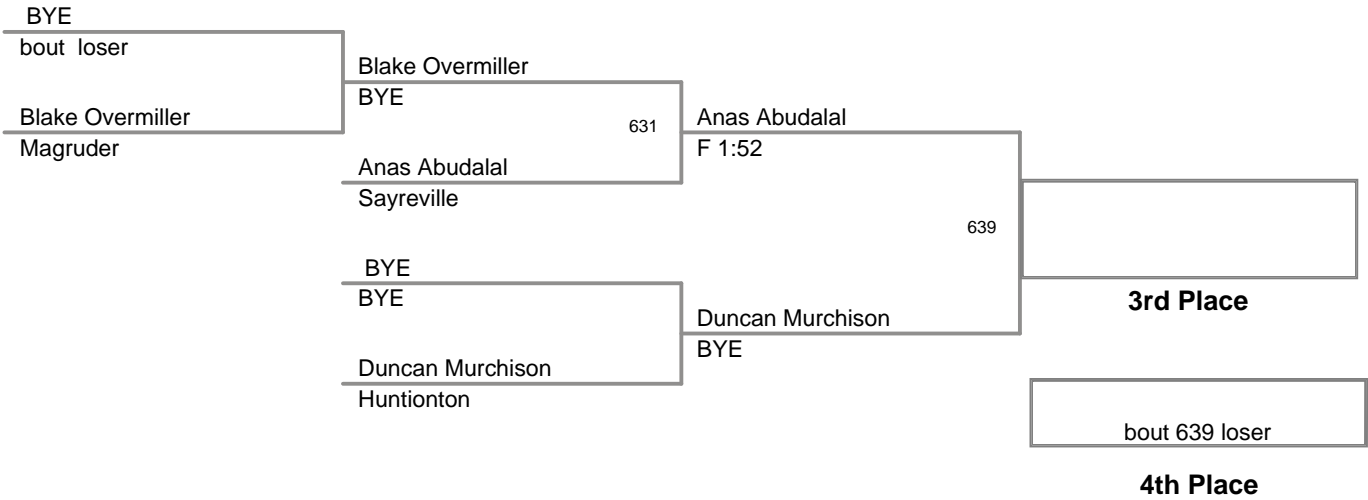 BYE
bout loser
Blake Overmiller
Magruder
Blake Overmiller
BYE
631
Anas Abudalal
Sayreville
BYE
BYE
Duncan Murchison
Huntionton
Anas Abudalal
F 1:52
639
Duncan Murchison
BYE
3rd Place
bout 639 loser
4th Place